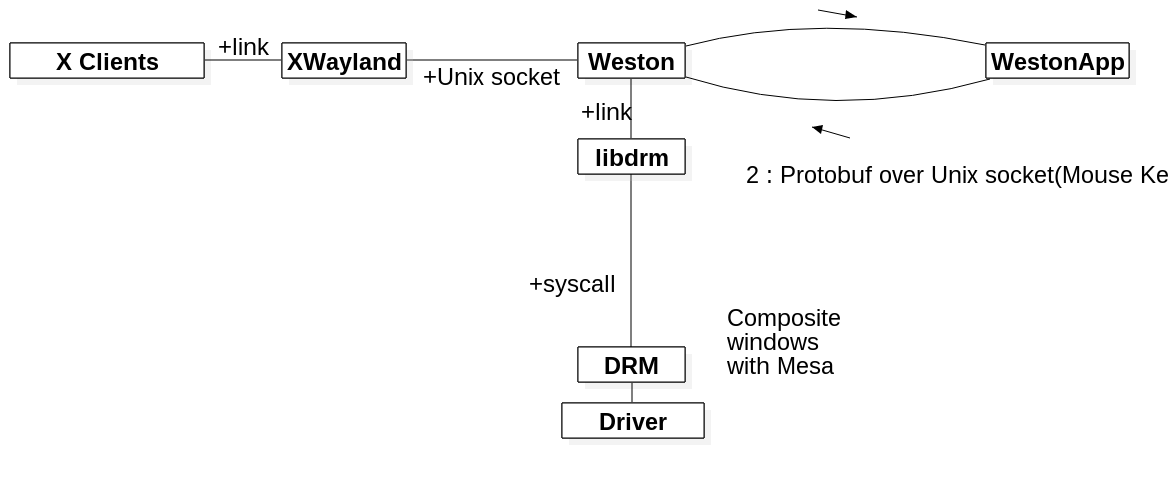 X Clients
+link
XWayland
+Unix socket
Weston
WestonApp
+link
libdrm
2 : Protobuf over Unix socket(Mouse Ke
+syscall
Composite
windows
with Mesa
DRM
Driver